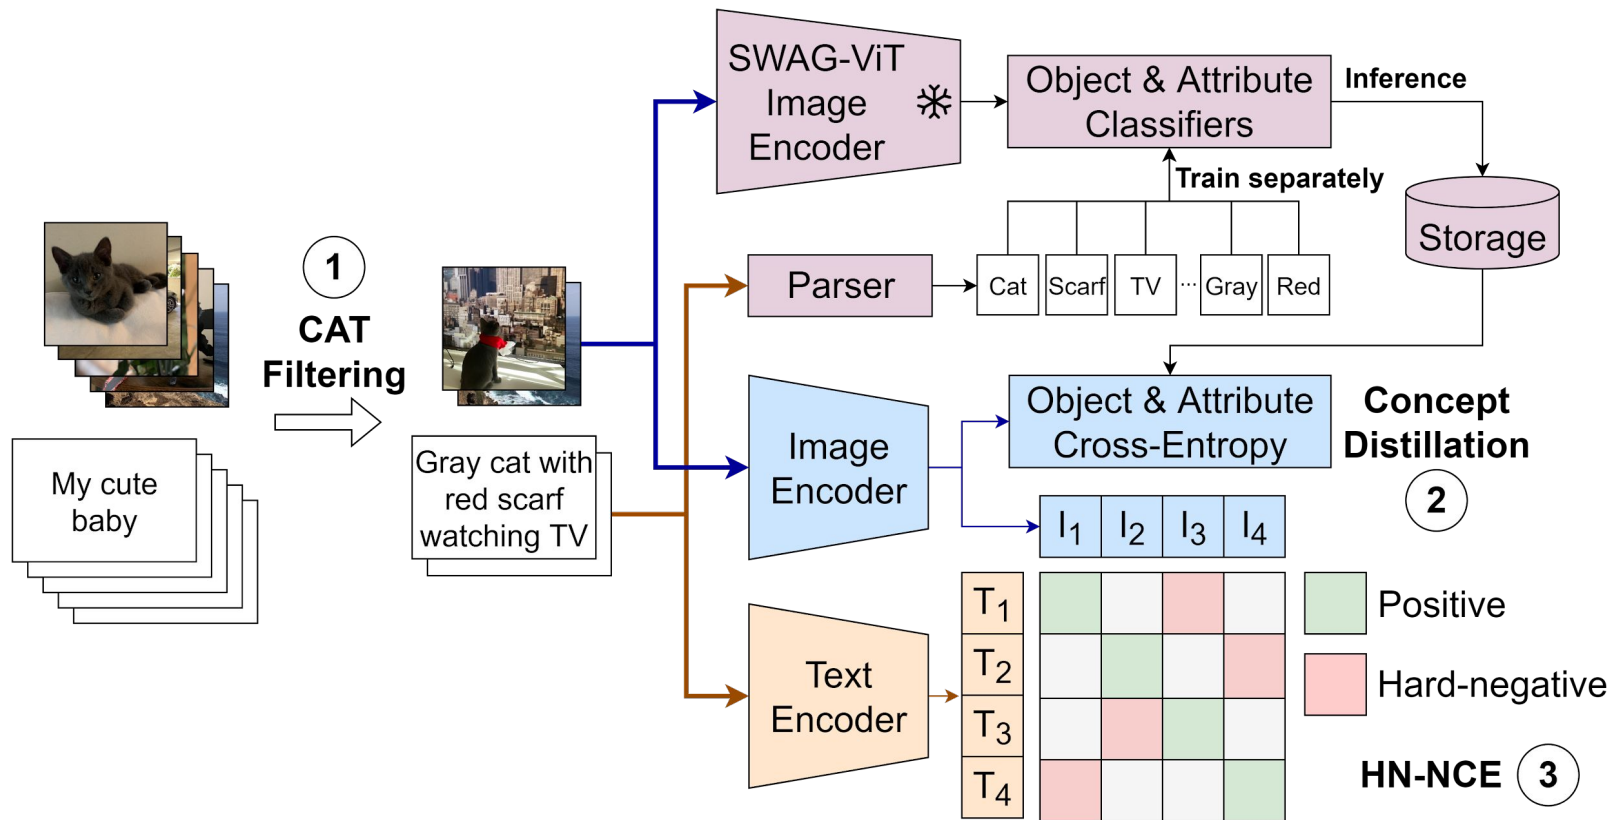 SWAG-ViT
Image
Encoder
Object & Attribute
Classifiers
Inference
Train separately
Storage
1
CAT
Filtering
Parser
Cat
Scarf
TV
...
Gray
Red
My cute
baby
Gray cat with
red scarf
watching TV
Image
Encoder
Object & Attribute
Cross-Entropy
Concept
Distillation
2
I1
I2
I3
I4
Text
Encoder
T1
T2
T3
T4
Positive
Hard-negative
HN-NCE
3